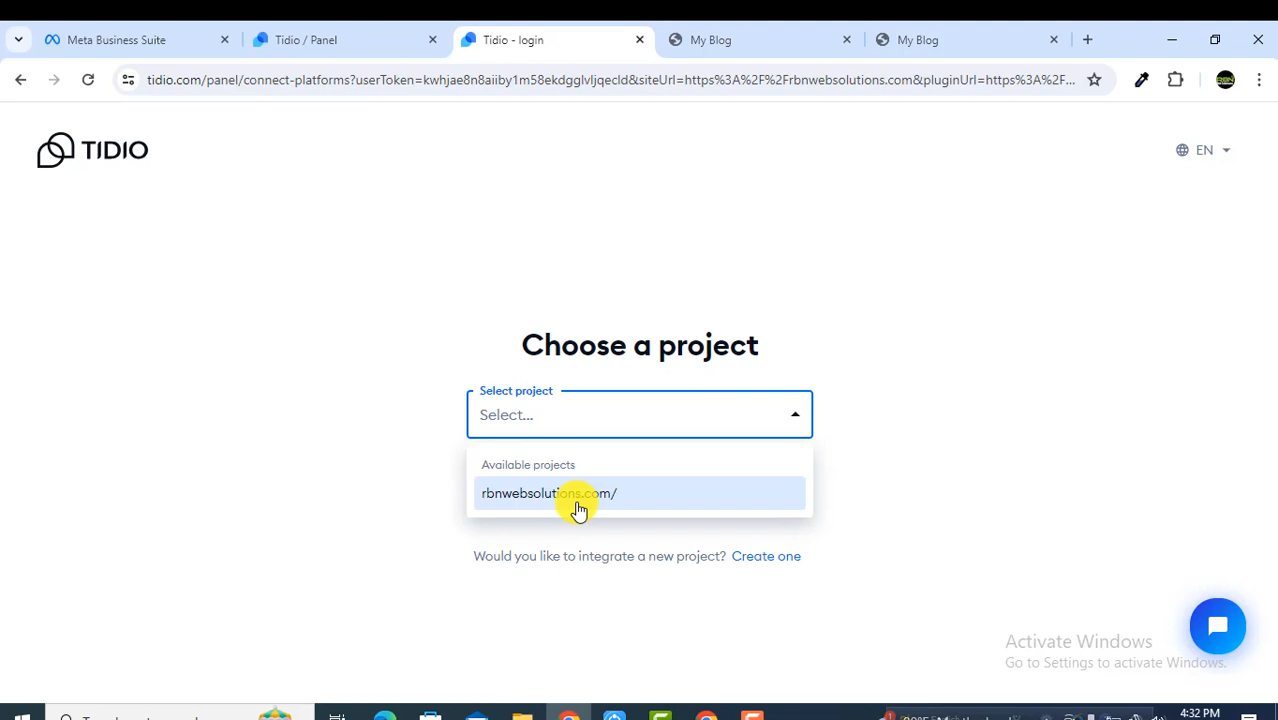 Meta Business Suite
Tidio / Panel
Tidio - login
My Blog
My Blog
tidio.com/panel/connect-platforms?userToken=kwhjae8n8aiiby1m58ekdgglvljqecld&siteUrl=https%3A%2F%2Frbnwebsolutions.com&pluginUrl=https%3A%2F...
TIDIO
EN
Choose a project
Select project
Select...
Available projects
rbnwebsolutions.com/
Would you like to integrate a new project? Create one
Activate Windows
Go to Settings to activate Windows.
4:32 PM